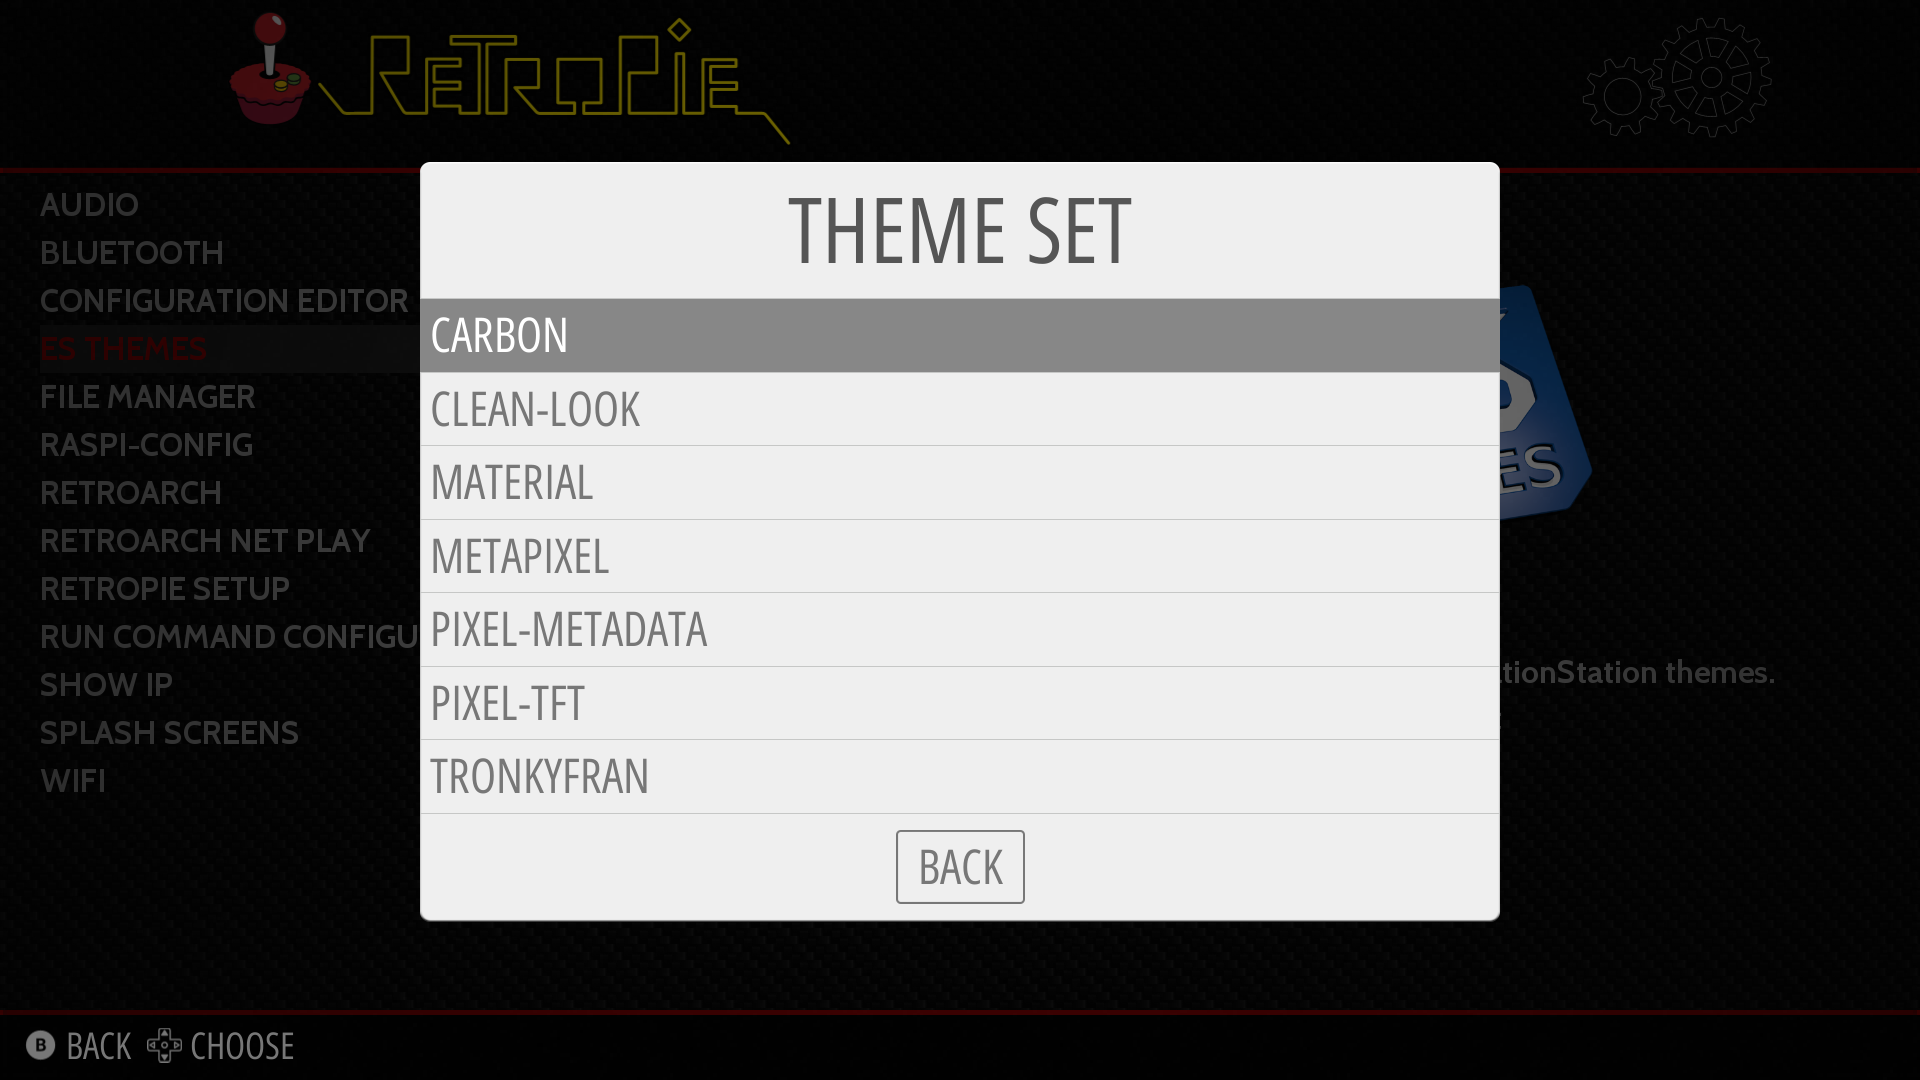 RETROPIE
AUDIO
BLUETOOTH
CONFIGURATION EDITOR
ES THEMES
FILE MANAGER
RASPI-CONFIG
RETROARCH
RETROARCH NET PLAY
RETROPIE SETUP
RUN COMMAND CONFIGU
SHOW IP
SPLASH SCREENS
WIFI
THEME SET
CARBON
CLEAN-LOOK
MATERIAL
METAPIXEL
PIXEL-METADATA
PIXEL-TFT
TRONKYFRAN
BACK
ES
tionStation themes.
B BACK CHOOSE